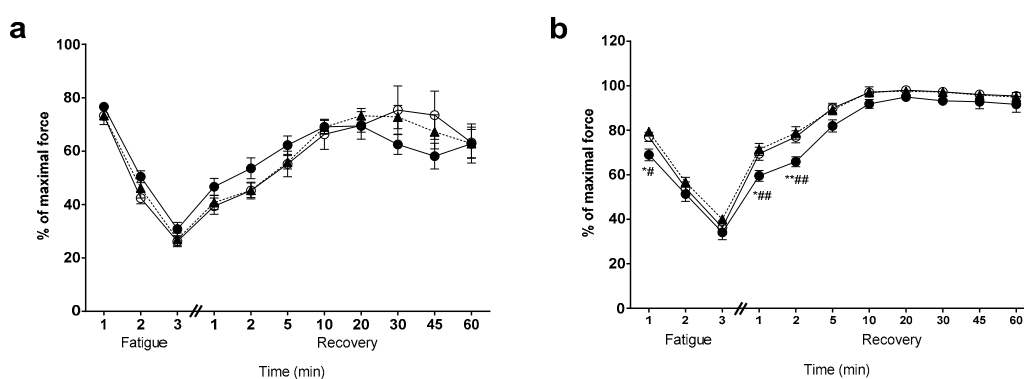 a
100
80
60
40
20
0
% of maximal force
1 2 3 1 2 5 10 20 30 45 60
Fatigue Recovery
Time (min)
b
120
100
80
60
40
20
0
% of maximal force
*#
*##
**##
1 2 3 1 2 5 10 20 30 45 60
Fatigue Recovery
Time (min)